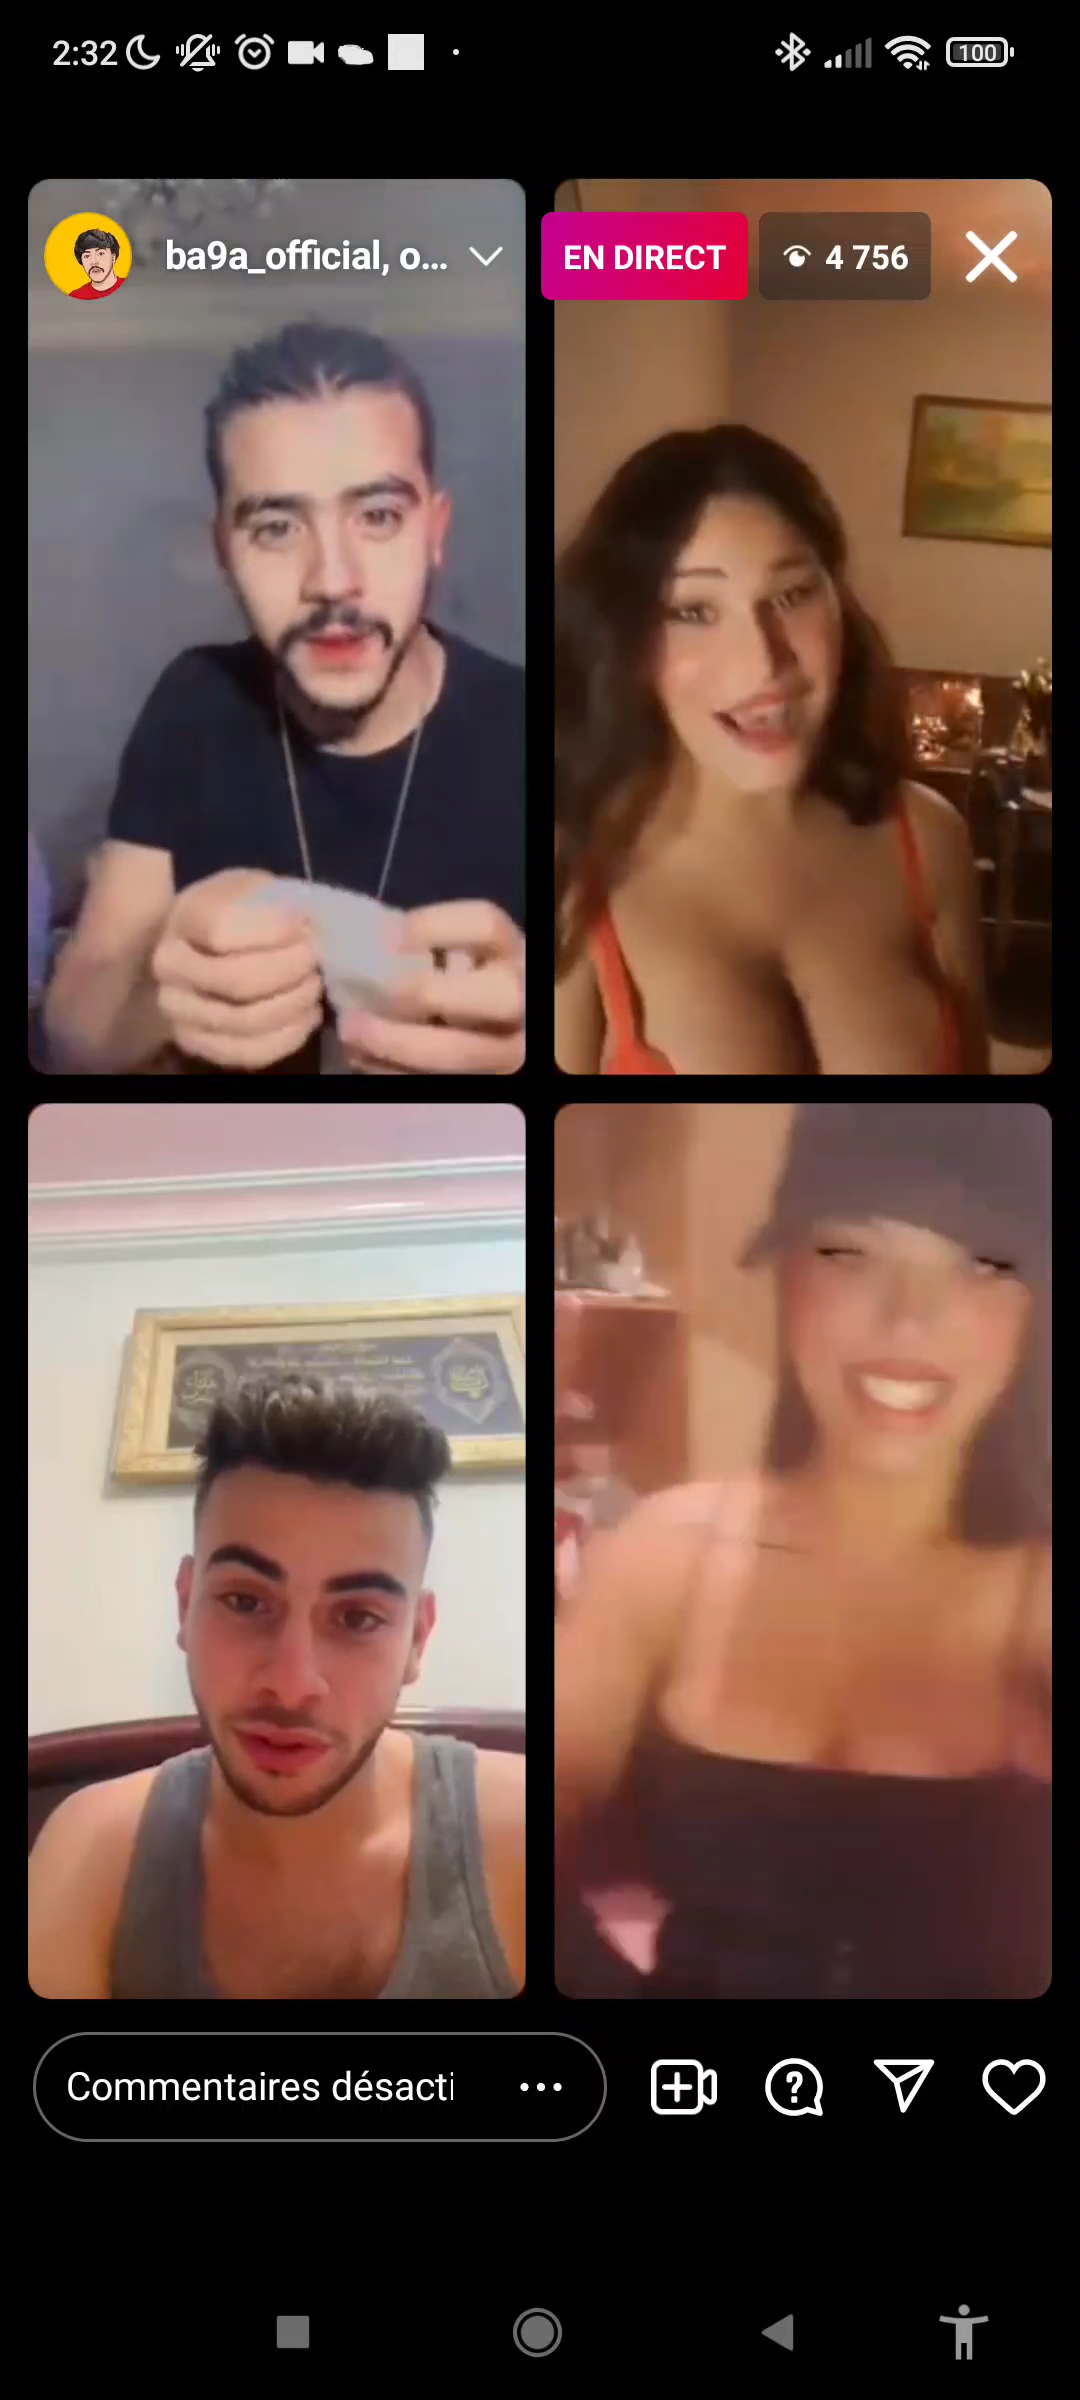 2:32
100
ba9a_official, o...
EN DIRECT
4 756
Commentaires désacti